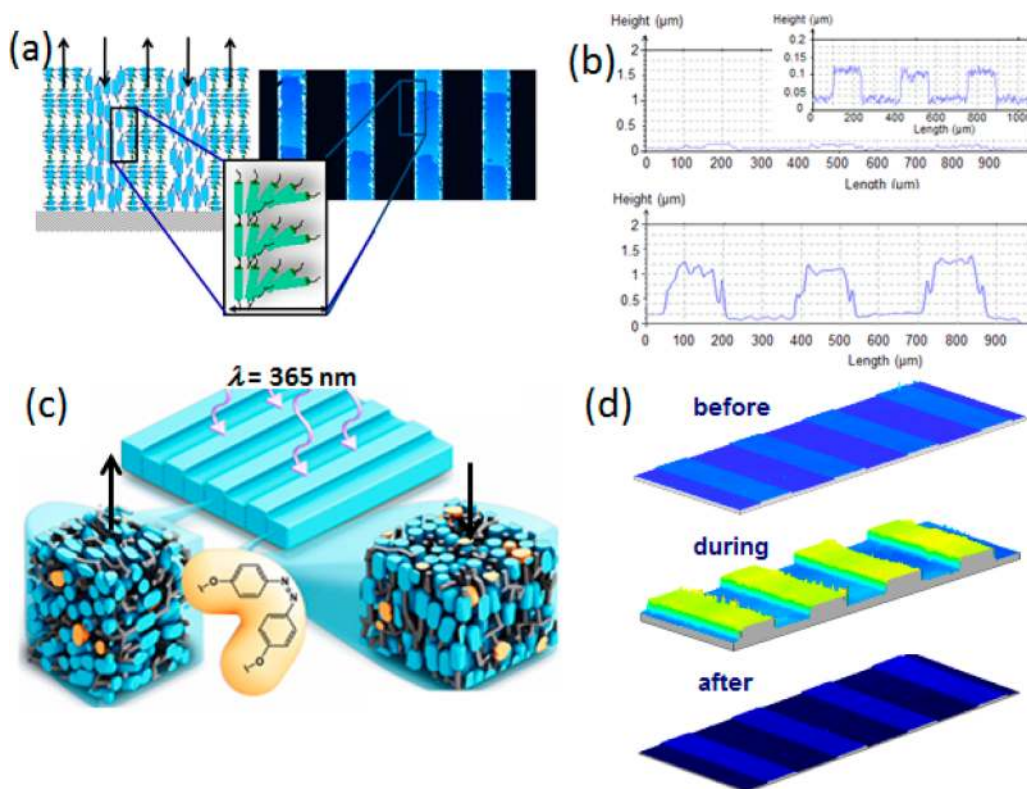 (a)
(b)
Height (µm)
2
1.5
1
0.5
0
0 100 200 300 400 500 600 700 800 900
Length (µm)
Height (µm)
0.2
0.15
0.1
0.05
0 200 400 600 800 1000
Length (µm)
Height (µm)
2
1.5
1
0.5
0
100 200 300 400 500 600 700 800 900
Length (µm)
(c)
λ = 365 nm
O
N
N
O
(d)
before
during
after